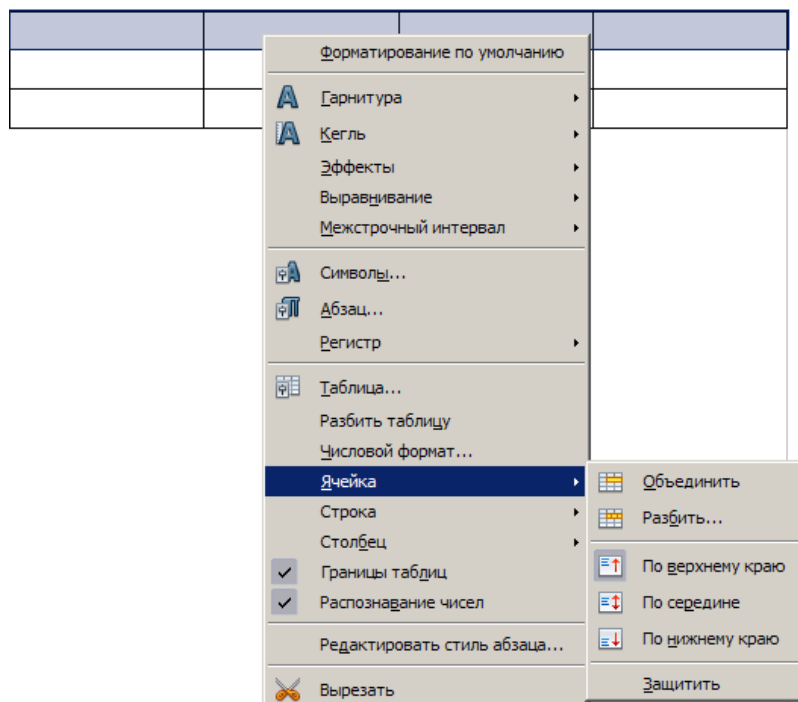 Форматирование по умолчанию
Гарнитура
Кегль
Эффекты
Выравнивание
Межстрочный интервал
Символы...
Абзац...
Регистр
Таблица...
Разбить таблицу
Числовой формат...
Ячейка
Строка
Столбец
Границы таблиц
Распознавание чисел
Редактировать стиль абзаца...
Вырезать
Объединить
Разбить...
По верхнему краю
По середине
По нижнему краю
Защитить